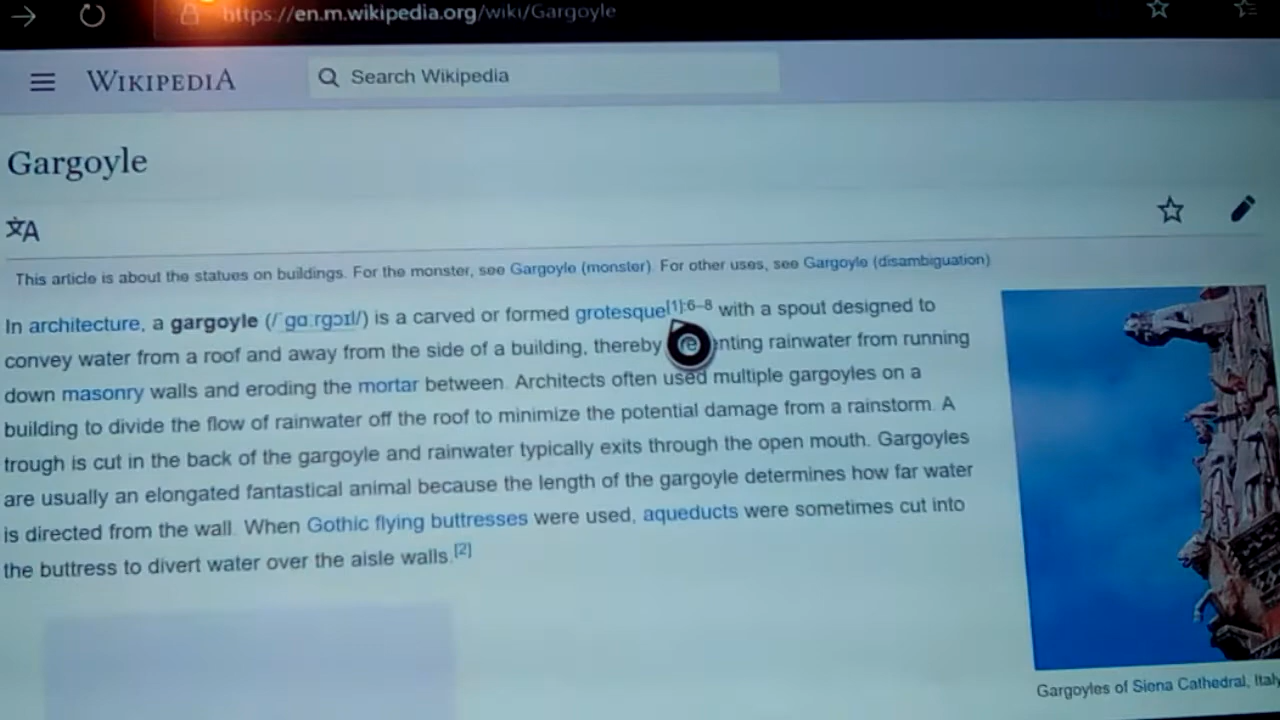 https://en.m.wikipedia.org/wiki/Gargoyle
WIKIPEDIA
Search Wikipedia
Gargoyle
文A
This article is about the statues on buildings. For the monster, see Gargoyle (monster). For other uses, see Gargoyle (disambiguation)
In architecture, a gargoyle (/ˈɡɑːrɡɔɪl/) is a carved or formed grotesque[1]:6–8 with a spout designed to
convey water from a roof and away from the side of a building, thereby re enting rainwater from running
down masonry walls and eroding the mortar between. Architects often used multiple gargoyles on a
building to divide the flow of rainwater off the roof to minimize the potential damage from a rainstorm. A
trough is cut in the back of the gargoyle and rainwater typically exits through the open mouth. Gargoyles
are usually an elongated fantastical animal because the length of the gargoyle determines how far water
is directed from the wall. When Gothic flying buttresses were used, aqueducts were sometimes cut into
the buttress to divert water over the aisle walls.[2]
Gargoyles of Siena Cathedral, Italy